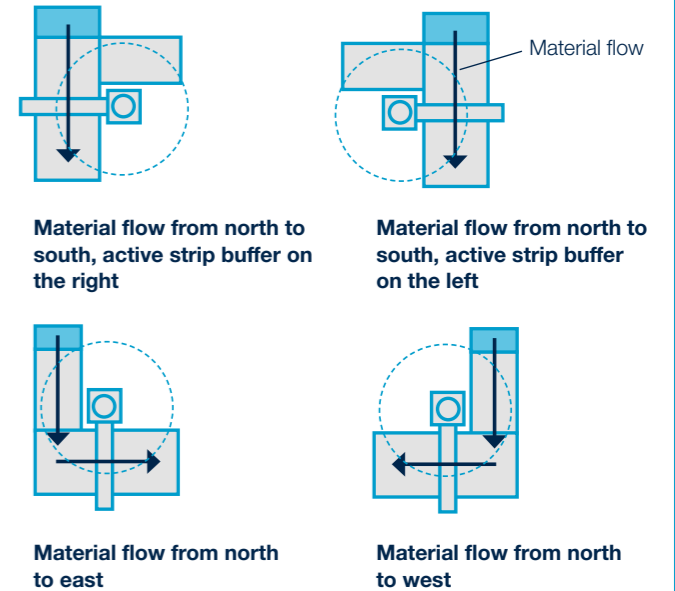 Material flow
Material flow from north to
south, active strip buffer on
the right
Material flow from north to
south, active strip buffer
on the left
Material flow from north
to east
Material flow from north
to west